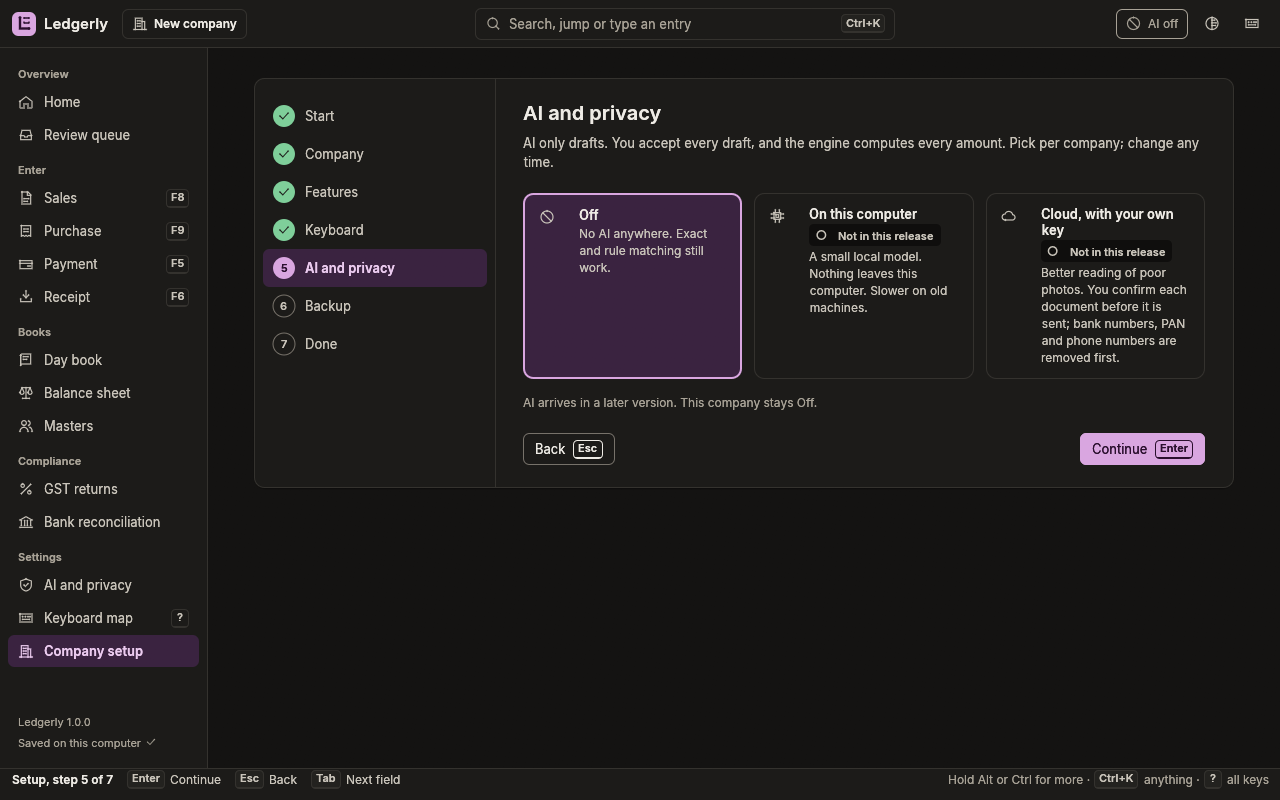 Ledgerly
New company
Search, jump or type an entry
Ctrl+K
AI off
Overview
Home
Review queue
Enter
Sales F8
Purchase F9
Payment F5
Receipt F6
Books
Day book
Balance sheet
Masters
Compliance
GST returns
Bank reconciliation
Settings
AI and privacy
Keyboard map ?
Company setup
Ledgerly 1.0.0
Saved on this computer
Start
Company
Features
Keyboard
5 AI and privacy
6 Backup
7 Done
AI and privacy
AI only drafts. You accept every draft, and the engine computes every amount. Pick per company; change any
time.
Off
No AI anywhere. Exact
and rule matching still
work.
On this computer
Not in this release
A small local model.
Nothing leaves this
computer. Slower on old
machines.
Cloud, with your own
key
Not in this release
Better reading of poor
photos. You confirm each
document before it is
sent; bank numbers, PAN
and phone numbers are
removed first.
AI arrives in a later version. This company stays Off.
Back Esc
Continue Enter
Setup, step 5 of 7 Enter Continue Esc Back Tab Next field
Hold Alt or Ctrl for more · Ctrl+K anything · ? all keys